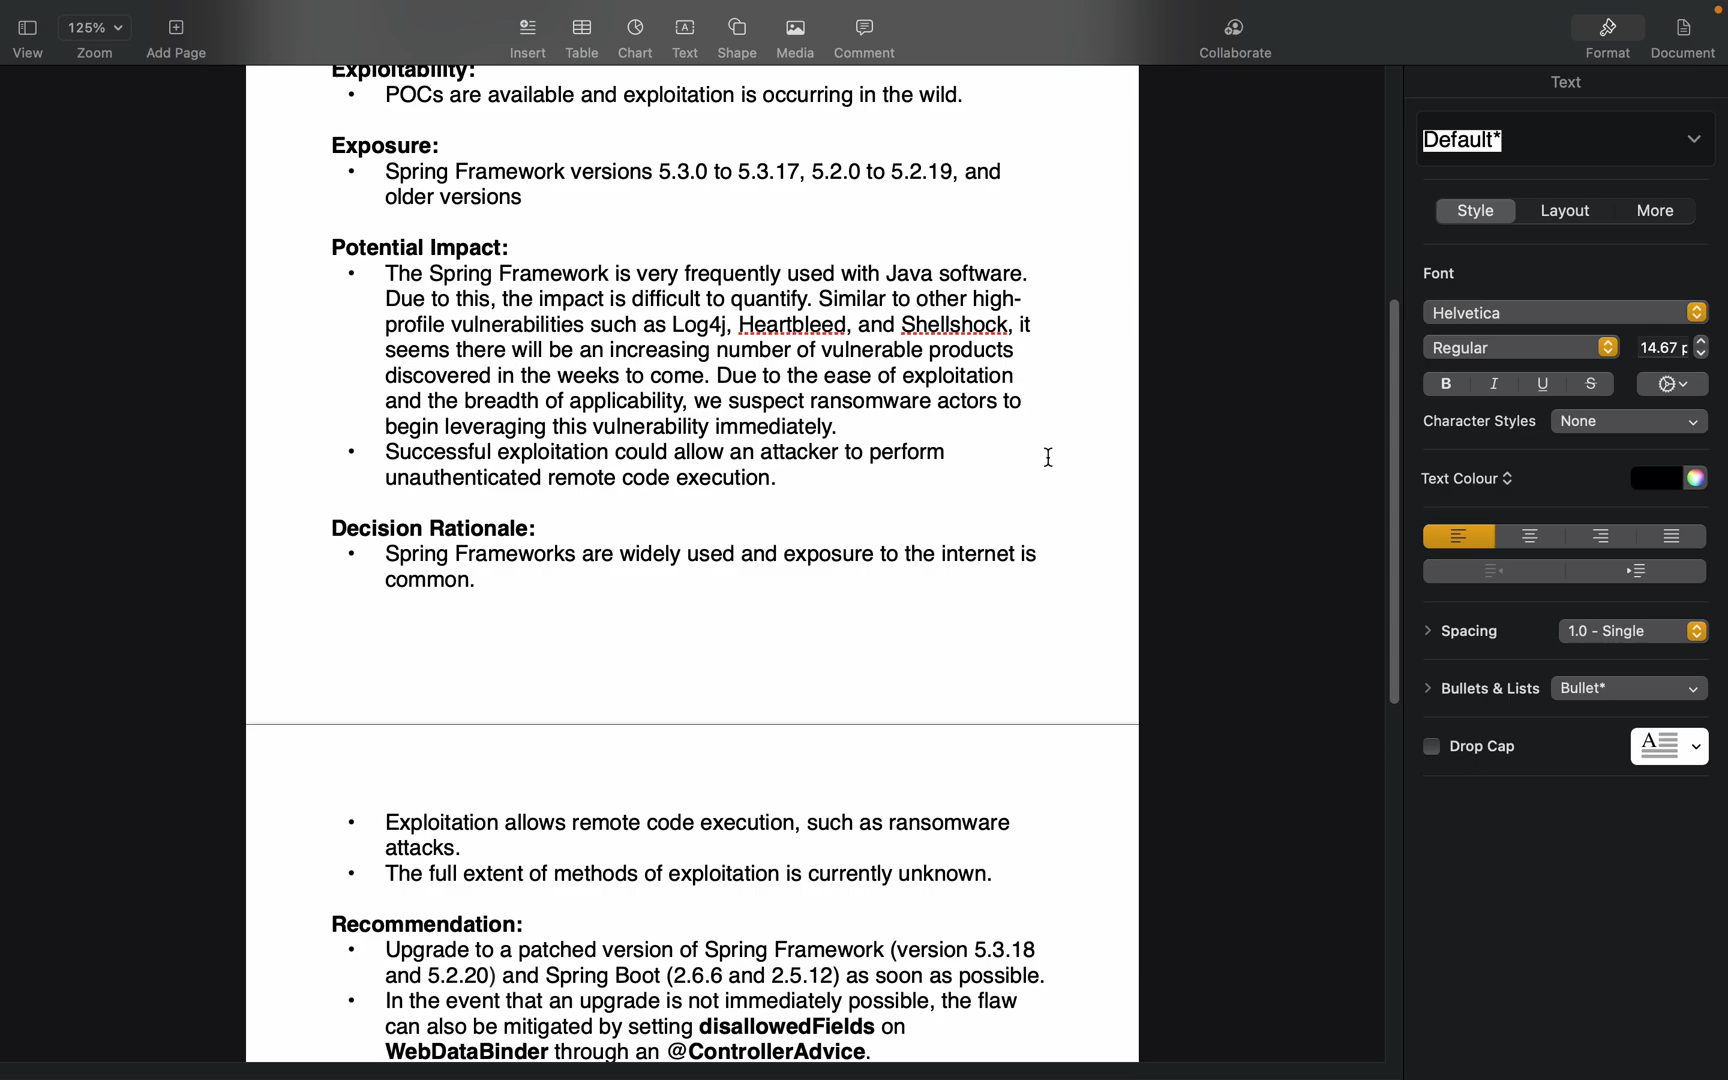 125%
View
Zoom
Add Page
Insert
Table
Chart
Text
Shape
Media
Comment
Collaborate
Format
Document
Exploitability:
• POCs are available and exploitation is occurring in the wild.
Exposure:
• Spring Framework versions 5.3.0 to 5.3.17, 5.2.0 to 5.2.19, and
older versions
Potential Impact:
• The Spring Framework is very frequently used with Java software.
Due to this, the impact is difficult to quantify. Similar to other high-
profile vulnerabilities such as Log4j, Heartbleed, and Shellshock, it
seems there will be an increasing number of vulnerable products
discovered in the weeks to come. Due to the ease of exploitation
and the breadth of applicability, we suspect ransomware actors to
begin leveraging this vulnerability immediately.
• Successful exploitation could allow an attacker to perform
unauthenticated remote code execution.
Decision Rationale:
• Spring Frameworks are widely used and exposure to the internet is
common.
• Exploitation allows remote code execution, such as ransomware
attacks.
• The full extent of methods of exploitation is currently unknown.
Recommendation:
• Upgrade to a patched version of Spring Framework (version 5.3.18
and 5.2.20) and Spring Boot (2.6.6 and 2.5.12) as soon as possible.
• In the event that an upgrade is not immediately possible, the flaw
can also be mitigated by setting disallowedFields on
WebDataBinder through an @ControllerAdvice.
Text
Default*
Style Layout More
Font
Helvetica
Regular 14.67 p
B I U S
Character Styles None
Text Colour
Spacing 1.0 - Single
Bullets & Lists Bullet*
Drop Cap A